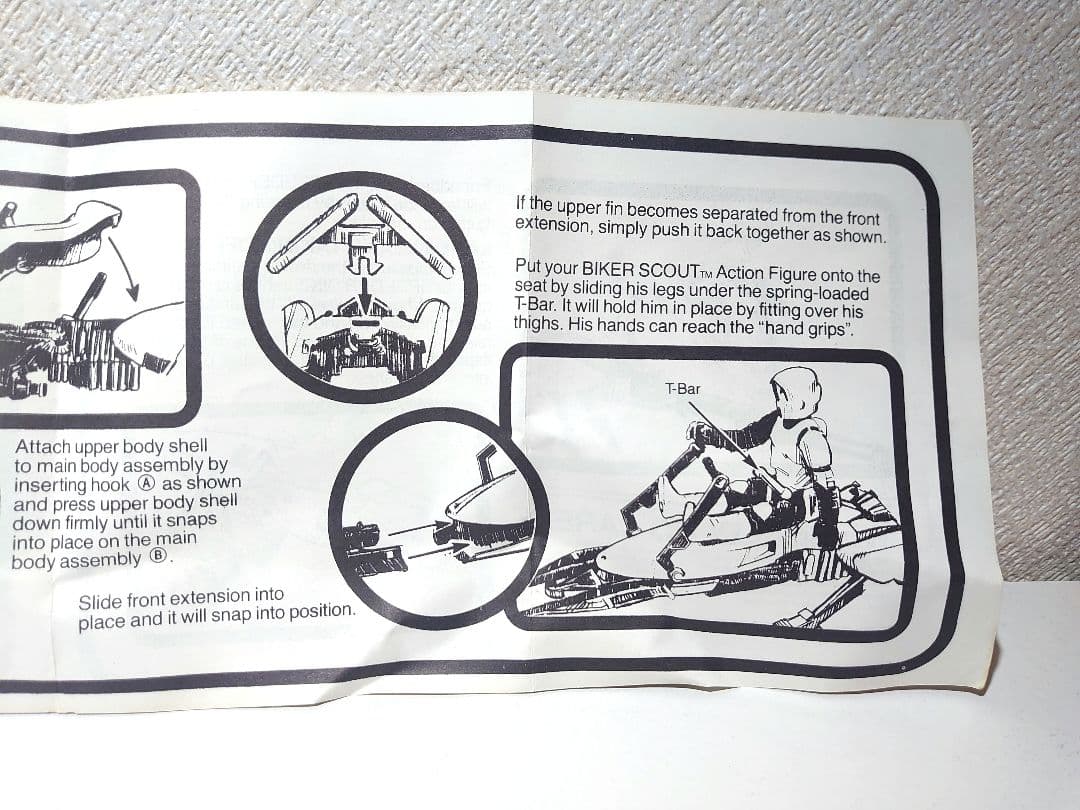 If the upper fin becomes separated from the front
extension, simply push it back together as shown.
Put your BIKER SCOUT™ Action Figure onto the
seat by sliding his legs under the spring-loaded
T-Bar. It will hold him in place by fitting over his
thighs. His hands can reach the “hand grips”.
T-Bar
Attach upper body shell
to main body assembly by
inserting hook Ⓐ as shown
and press upper body shell
down firmly until it snaps
into place on the main
body assembly Ⓑ.
Slide front extension into
place and it will snap into position.